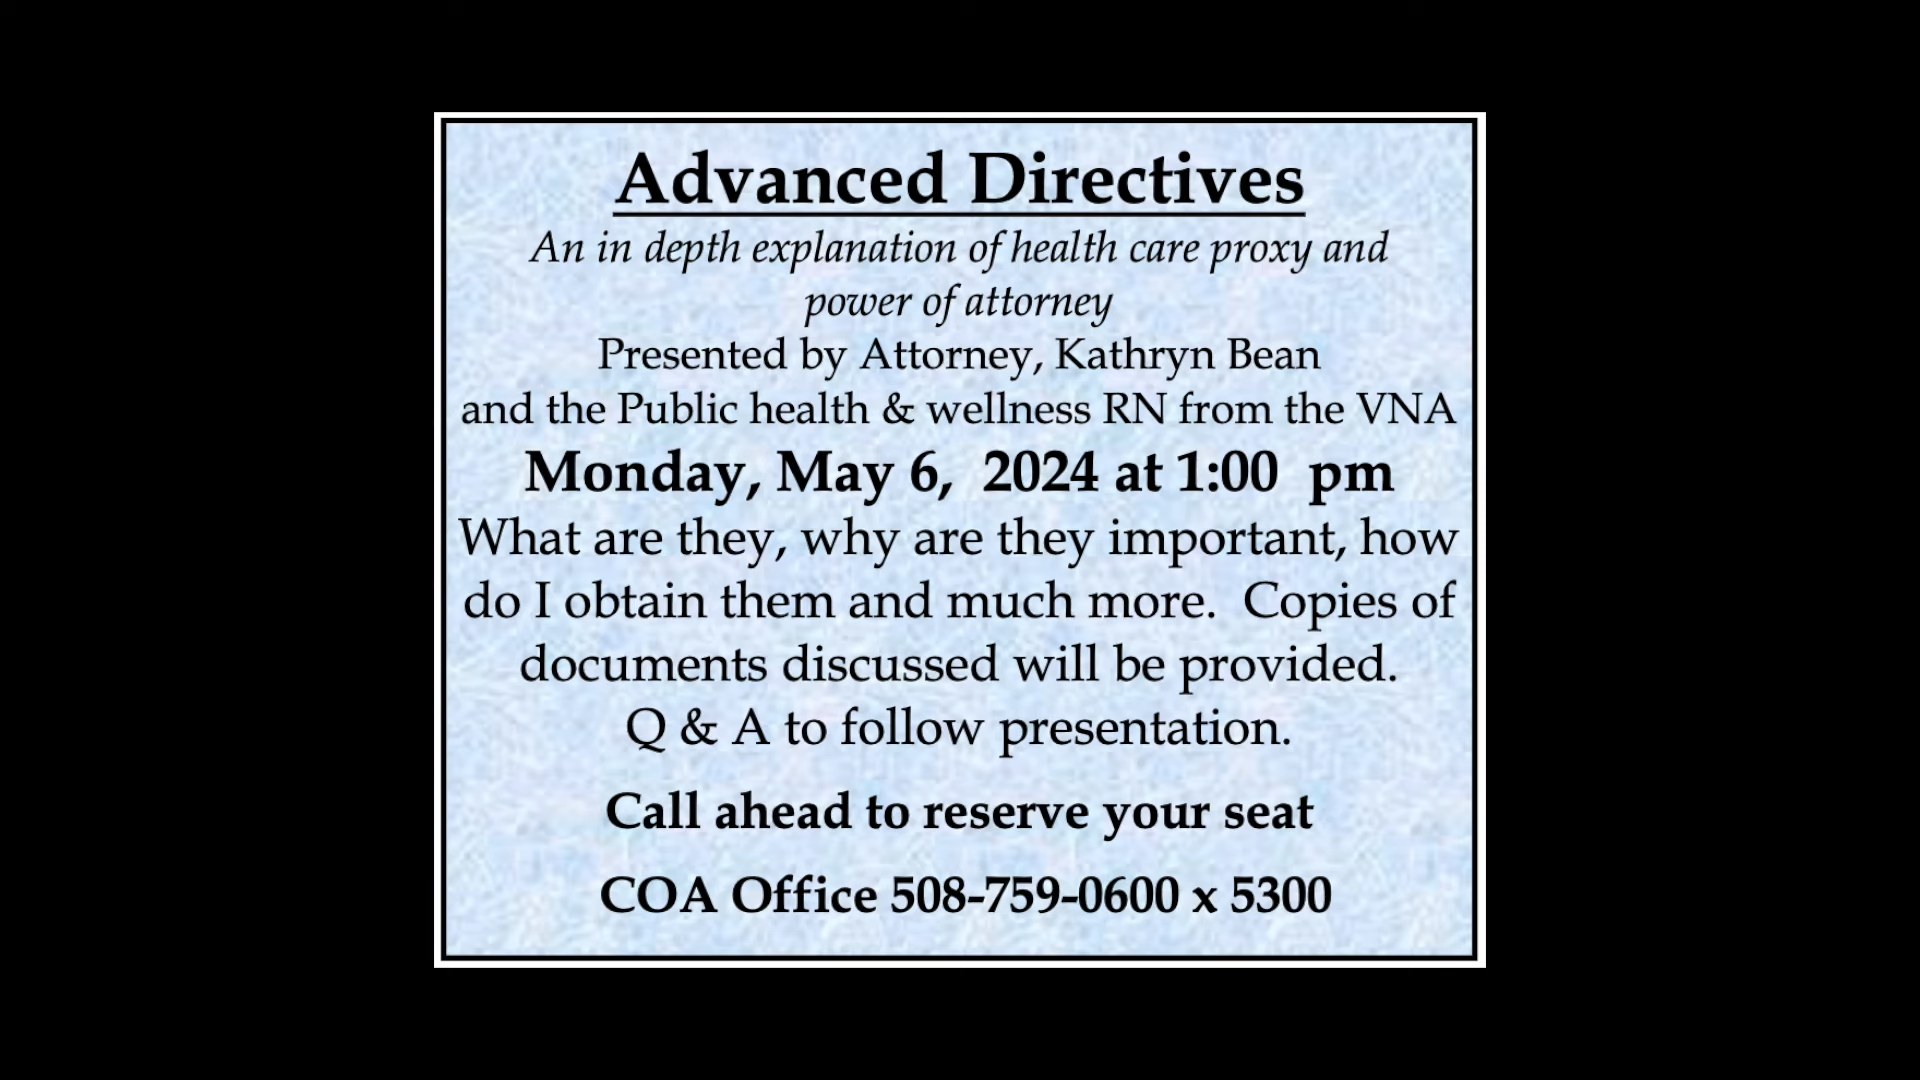 Advanced Directives
An in depth explanation of health care proxy and
power of attorney
Presented by Attorney, Kathryn Bean
and the Public health & wellness RN from the VNA
Monday, May 6,  2024 at 1:00  pm
What are they, why are they important, how
do I obtain them and much more.  Copies of
documents discussed will be provided.
Q & A to follow presentation.
Call ahead to reserve your seat
COA Office 508-759-0600 x 5300